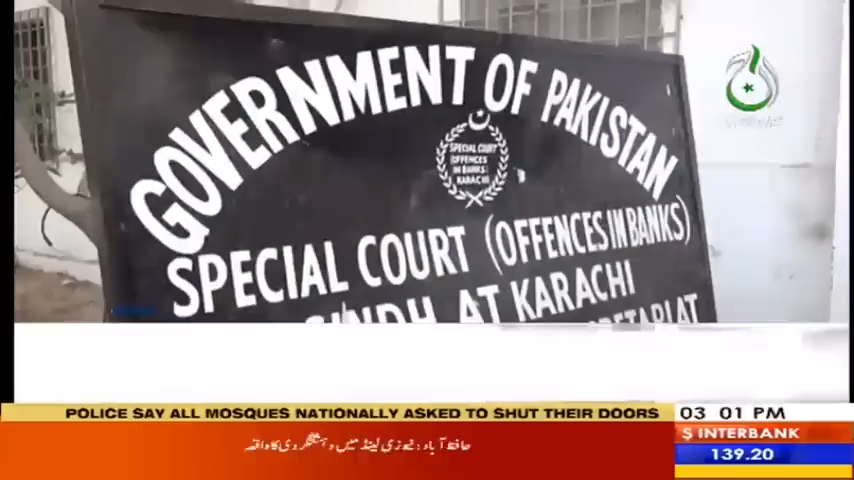 GOVERNMENT OF PAKISTAN
SPECIAL COURT
(OFFENCES
IN BANKS)
KARACHI
SPECIAL COURT (OFFENCES IN BANKS)
SINDH AT KARACHI
POLICE SAY ALL MOSQUES NATIONALLY ASKED TO SHUT THEIR DOORS
03 01 PM
حافظ آباد: نیوزی لینڈ میں دہشتگردی کا واقعہ
$ INTERBANK
139.20